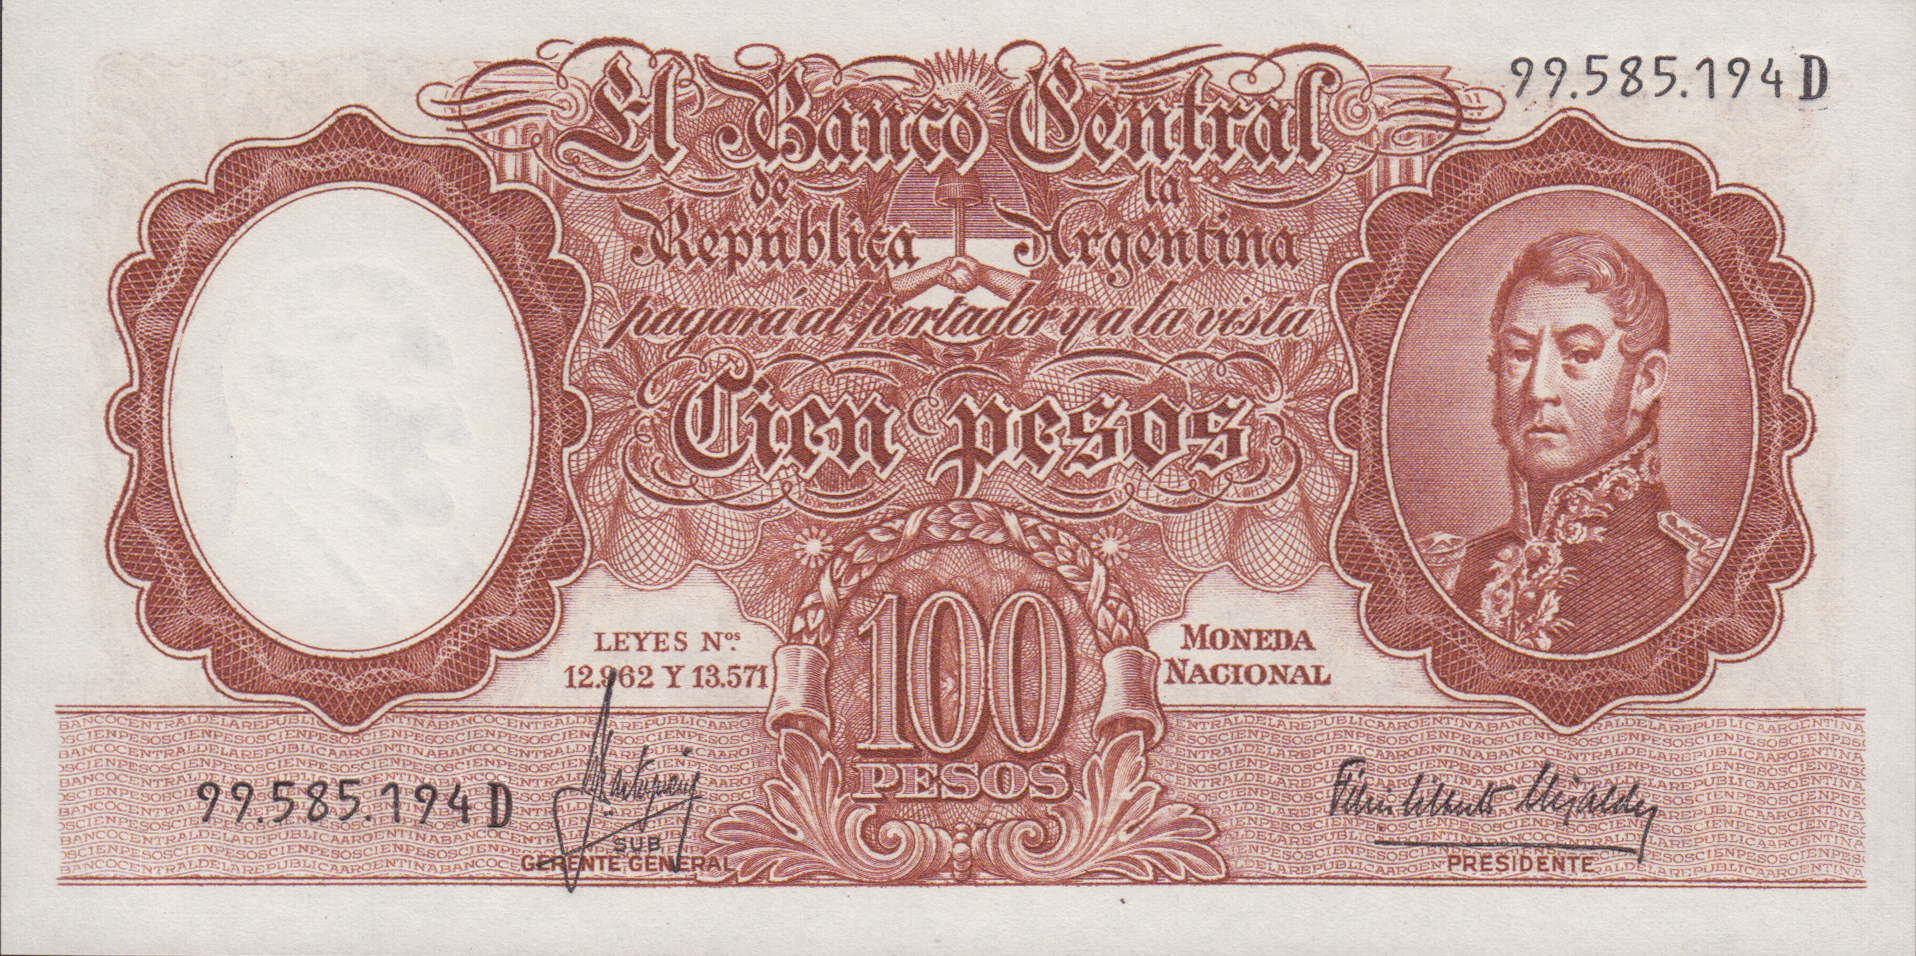 99.585.194 D
El Banco Central
de la
República Argentina
pagará al portador y a la vista
Cien pesos
LEYES Nos.
12.962 Y 13.571
MONEDA
NACIONAL
100
PESOS
99.585.194 D
SUB
GERENTE GENERAL
PRESIDENTE